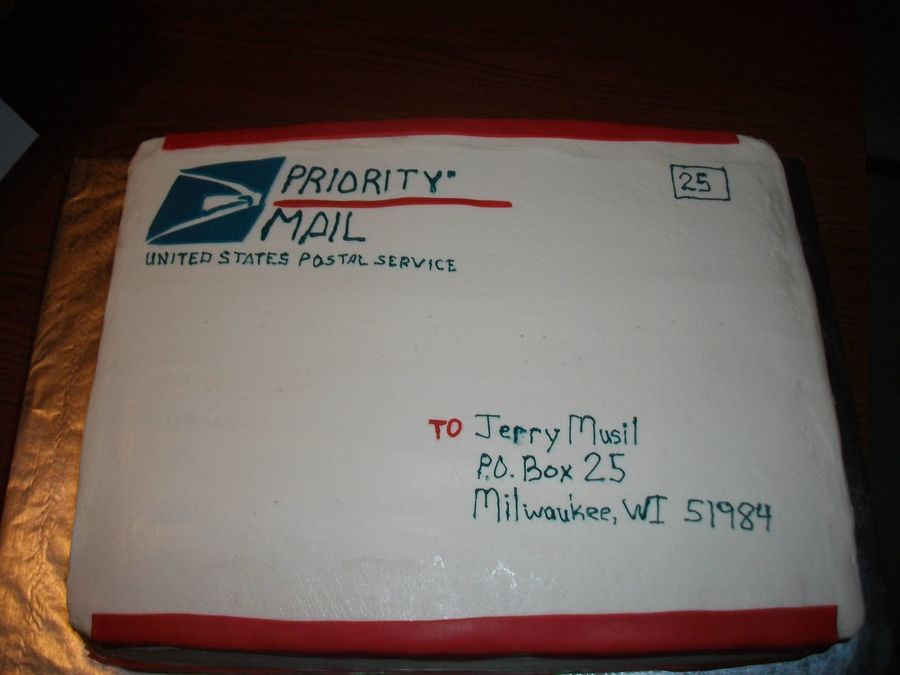 PRIORITY
25
MAIL
UNITED STATES POSTAL SERVICE
TO Jerry Musil
P.O. Box 25
Milwaukee, WI 51984